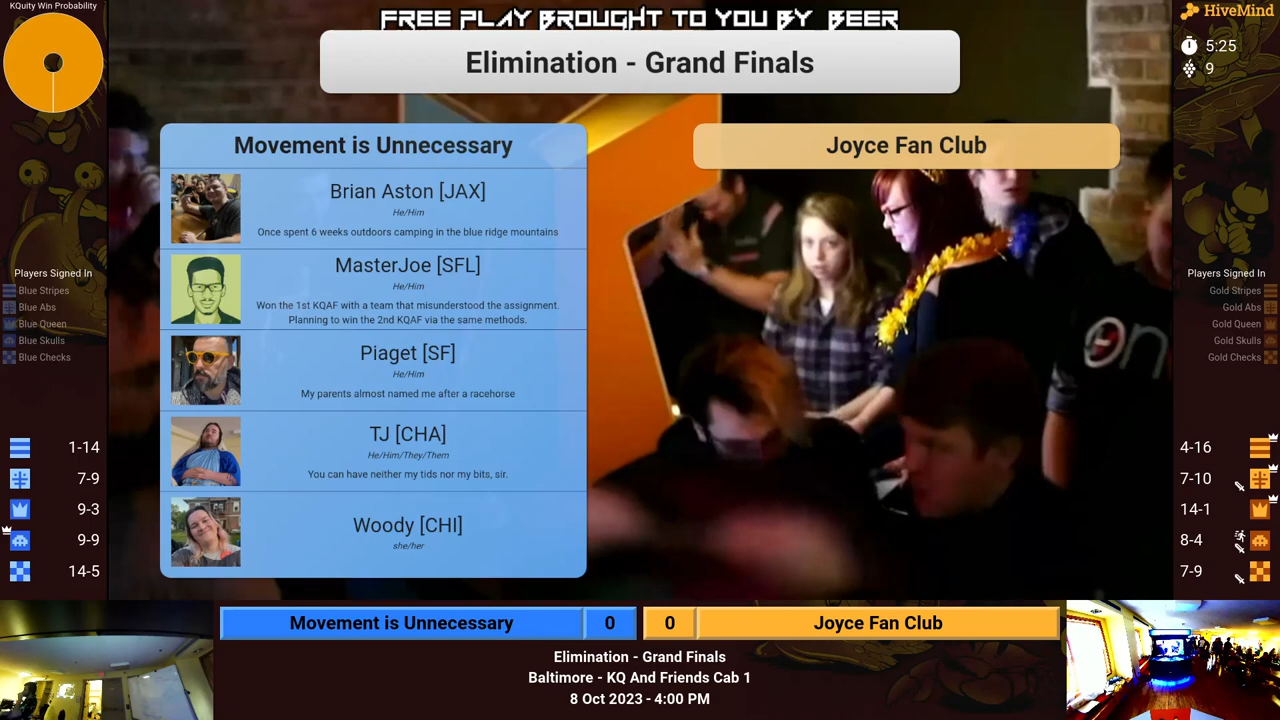 KQuity Win Probability
FREE PLAY BROUGHT TO YOU BY BEER
HiveMind
Elimination - Grand Finals
5:25
9
Movement is Unnecessary
Joyce Fan Club
Brian Aston [JAX]
He/Him
Once spent 6 weeks outdoors camping in the blue ridge mountains
MasterJoe [SFL]
He/Him
Won the 1st KQAF with a team that misunderstood the assignment.
Planning to win the 2nd KQAF via the same methods.
Piaget [SF]
He/Him
My parents almost named me after a racehorse
TJ [CHA]
He/Him/They/Them
You can have neither my tids nor my bits, sir.
Woody [CHI]
she/her
Players Signed In
Blue Stripes
Blue Abs
Blue Queen
Blue Skulls
Blue Checks
Players Signed In
Gold Stripes
Gold Abs
Gold Queen
Gold Skulls
Gold Checks
on
1-14
7-9
9-3
9-9
14-5
4-16
7-10
14-1
8-4
7-9
Movement is Unnecessary 0
0 Joyce Fan Club
Elimination - Grand Finals
Baltimore - KQ And Friends Cab 1
8 Oct 2023 - 4:00 PM